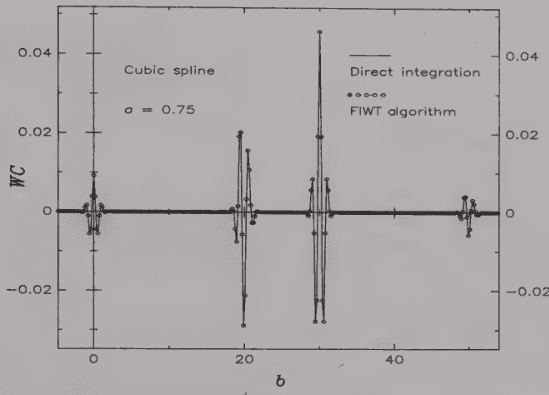 0.04
0.02
0
−0.02
WC
Cubic spline
σ = 0.75
Direct integration
FIWT algorithm
0.04
0.02
0
−0.02
0
20
40
b